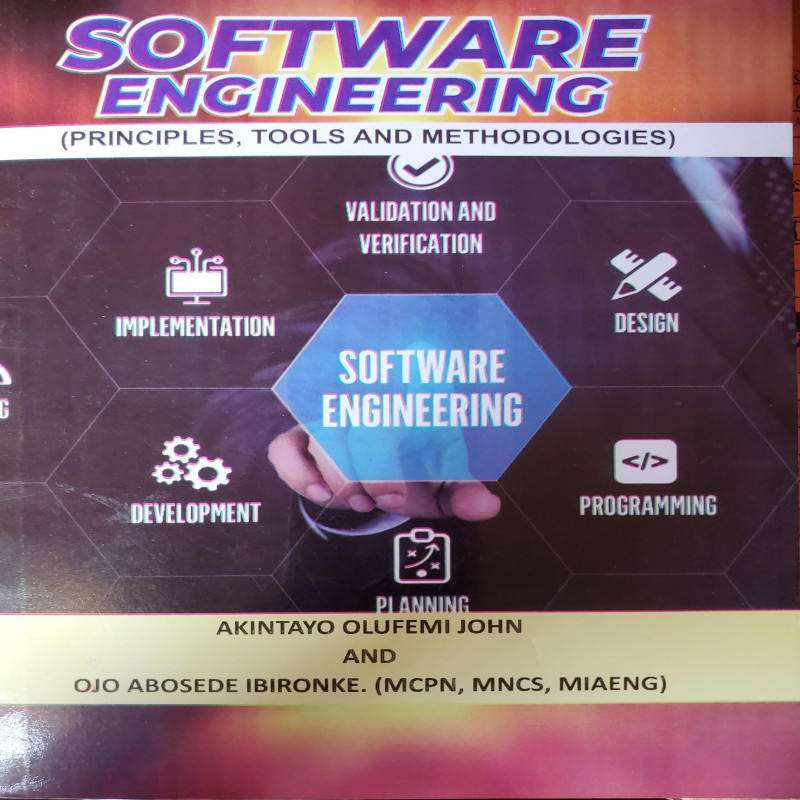 SOFTWARE
ENGINEERING
(PRINCIPLES, TOOLS AND METHODOLOGIES)
VALIDATION AND
VERIFICATION
IMPLEMENTATION
DESIGN
SOFTWARE
ENGINEERING
G
</>
DEVELOPMENT
PROGRAMMING
PLANNING
AKINTAYO OLUFEMI JOHN
AND
OJO ABOSEDE IBIRONKE. (MCPN, MNCS, MIAENG)